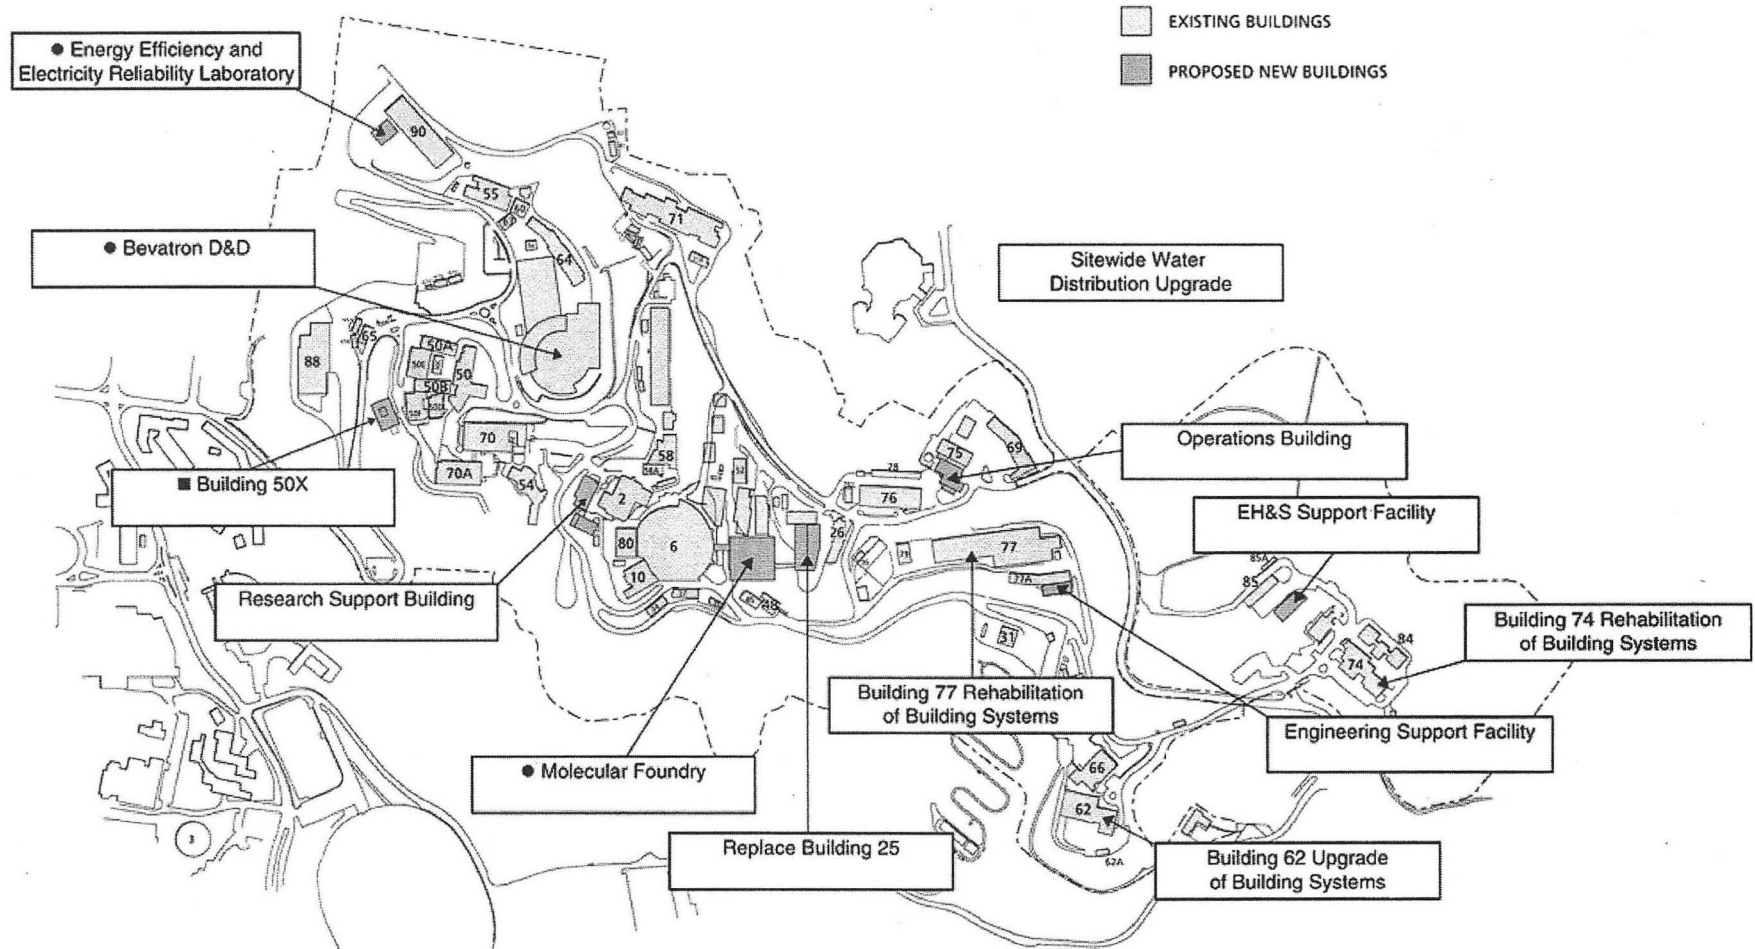 EXISTING BUILDINGS
PROPOSED NEW BUILDINGS
● Energy Efficiency and
Electricity Reliability Laboratory
90
55
71
● Bevatron D&D
64
Sitewide Water
Distribution Upgrade
88
65
50A
50
50B
70
70A
54
58
58A
2
80
6
10
■ Building 50X
Research Support Building
● Molecular Foundry
Replace Building 25
26
78
76
75
69
Operations Building
EH&S Support Facility
79
77
77A
31
85A
85
84
74
Building 74 Rehabilitation
of Building Systems
Building 77 Rehabilitation
of Building Systems
Engineering Support Facility
66
62
62A
Building 62 Upgrade
of Building Systems
3